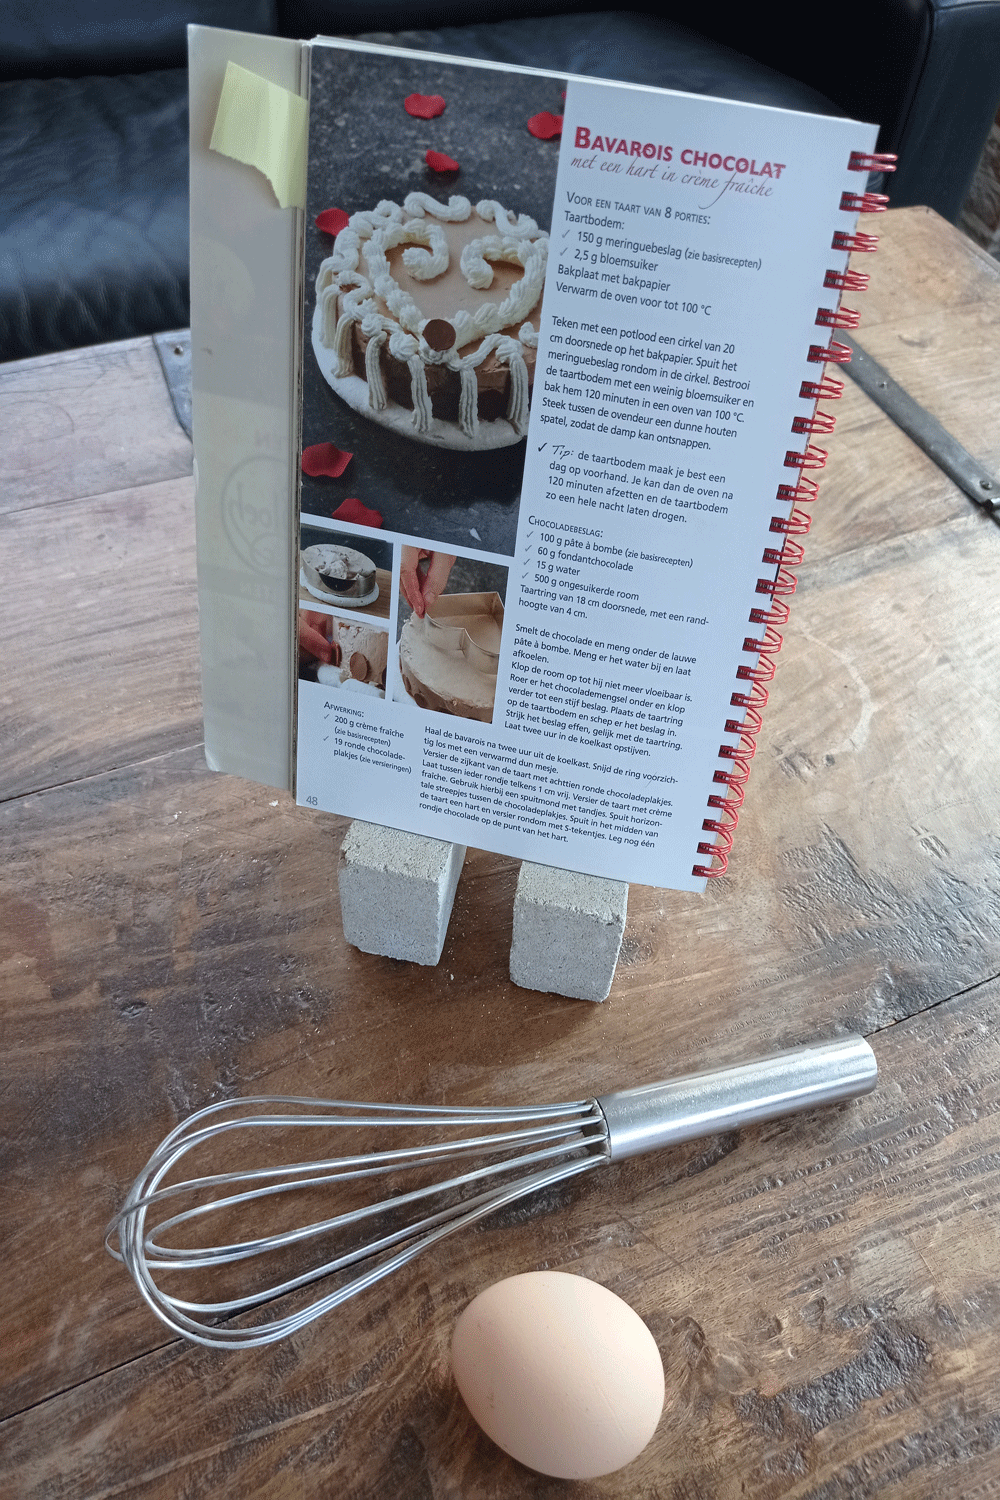 BAVAROIS CHOCOLAT
met een hart in crème fraîche
VOOR EEN TAART VAN 8 PORTIES:
Taartbodem:
✓ 150 g meringuebeslag (zie basisrecepten)
✓ 2,5 g bloemsuiker
Bakplaat met bakpapier
Verwarm de oven voor tot 100 °C
Teken met een potlood een cirkel van 20
cm doorsnede op het bakpapier. Spuit het
meringuebeslag rondom in de cirkel. Bestrooi
de taartbodem met een weinig bloemsuiker en
bak hem 120 minuten in een oven van 100 °C.
Steek tussen de ovendeur een dunne houten
spatel, zodat de damp kan ontsnappen.
✓ Tip: de taartbodem maak je best een
dag op voorhand. Je kan dan de oven na
120 minuten afzetten en de taartbodem
zo een hele nacht laten drogen.
CHOCOLADEBESLAG:
✓ 100 g pâte à bombe (zie basisrecepten)
✓ 60 g fondantchocolade
✓ 15 g water
✓ 500 g ongesuikerde room
Taartring van 18 cm doorsnede, met een rand-
hoogte van 4 cm.
Smelt de chocolade en meng onder de lauwe
pâte à bombe. Meng er het water bij en laat
afkoelen.
Klop de room op tot hij niet meer vloeibaar is.
Roer er het chocolademengsel onder en klop
verder tot een stijf beslag. Plaats de taartring
op de taartbodem en schep er het beslag in.
Strijk het beslag effen, gelijk met de taartring.
Laat twee uur in de koelkast opstijven.
AFWERKING:
✓ 200 g crème fraîche
(zie basisrecepten)
✓ 19 ronde chocolade-
plakjes (zie versieringen)
Haal de bavarois na twee uur uit de koelkast. Snijd de ring voorzich-
tig los met een verwarmd dun mesje.
Versier de zijkant van de taart met achttien ronde chocoladeplakjes.
Laat tussen ieder rondje telkens 1 cm vrij. Versier de taart met crème
fraîche. Gebruik hierbij een spuitmond met tandjes. Spuit horizon-
tale streepjes tussen de chocoladeplakjes. Spuit in het midden van
de taart een hart en versier rondom met S-tekentjes. Leg nog één
rondje chocolade op de punt van het hart.
48